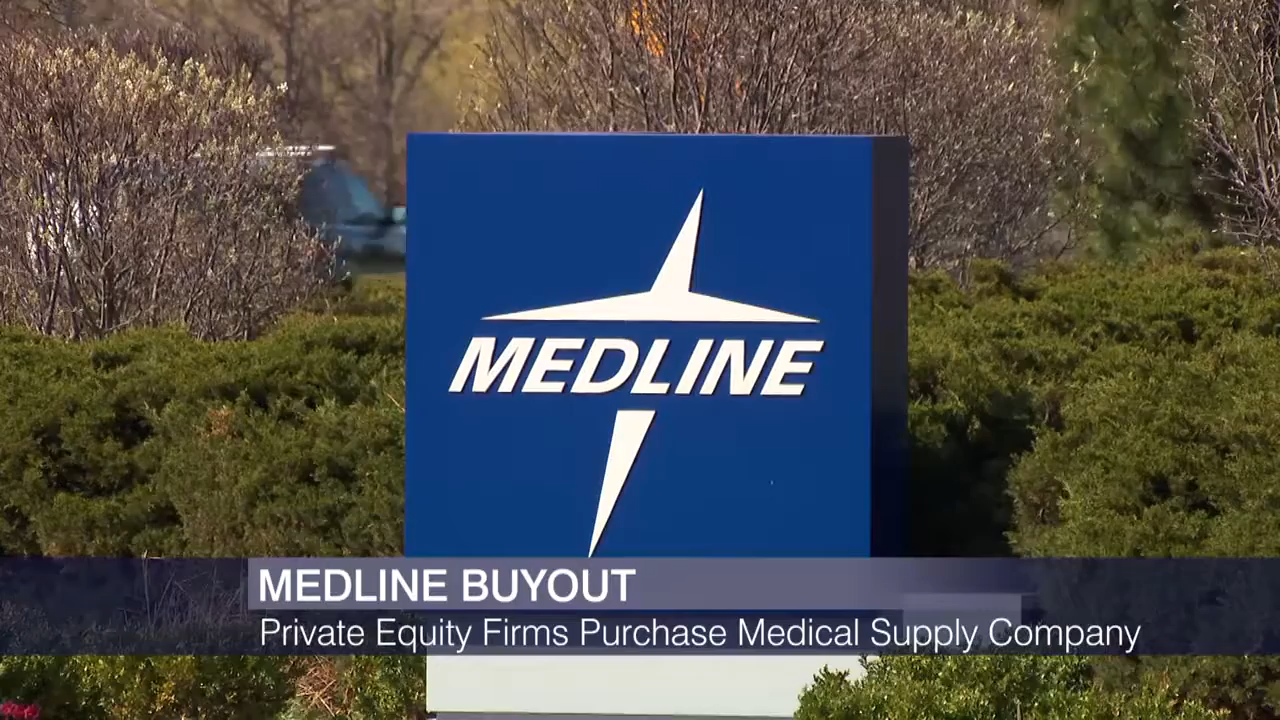 MEDLINE
MEDLINE BUYOUT
Private Equity Firms Purchase Medical Supply Company